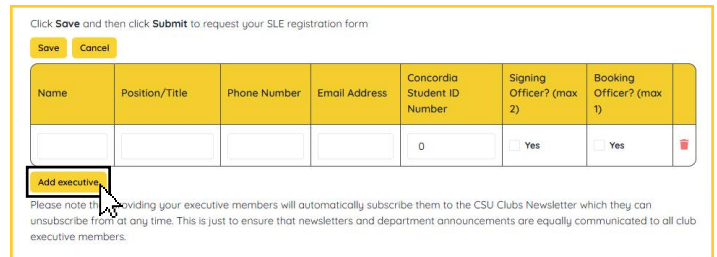 Click Save and then click Submit to request your SLE registration form
Save Cancel
Name Position/Title Phone Number Email Address Concordia Student ID Number Signing Officer? (max 2) Booking Officer? (max 1)
0 Yes Yes
Add executive
Please note th providing your executive members will automatically subscribe them to the CSU Clubs Newsletter which they can
unsubscribe from at any time. This is just to ensure that newsletters and department announcements are equally communicated to all club
executive members.